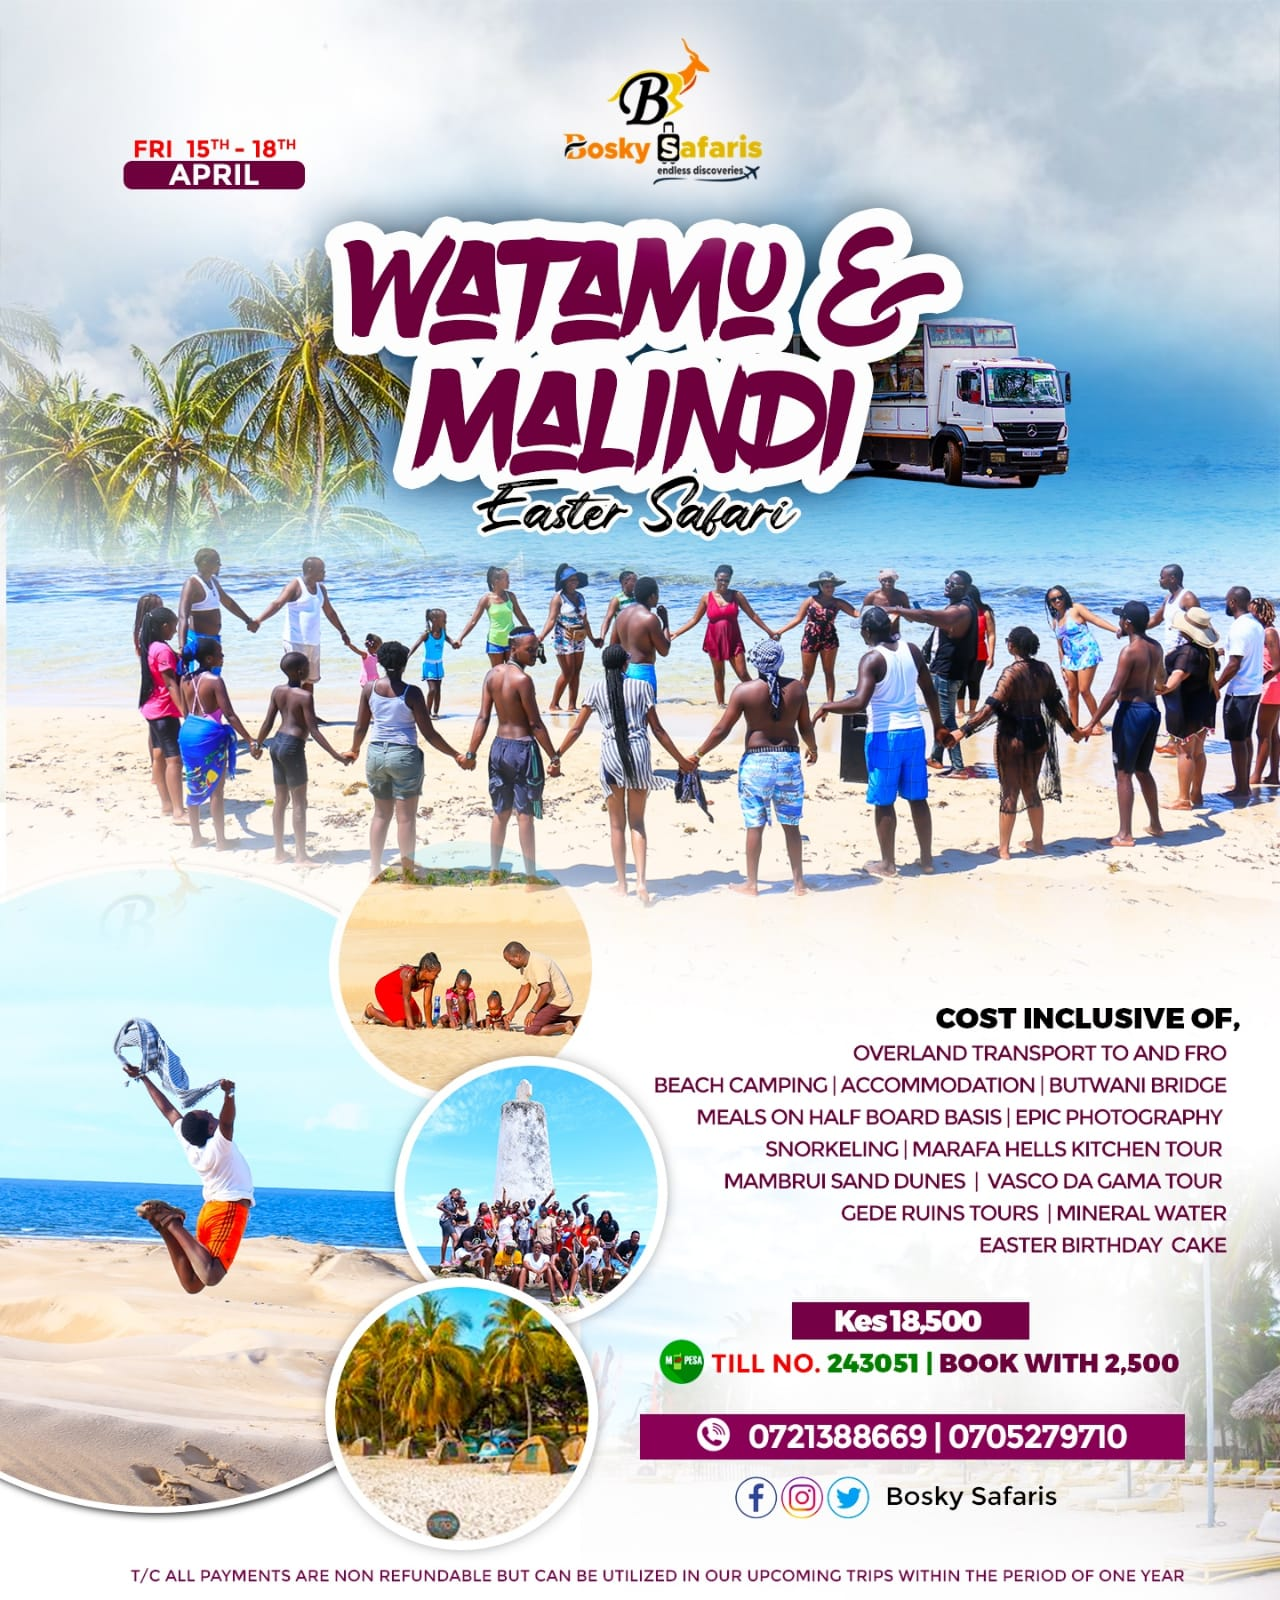 B
Bosky Safaris
endless discoveries
FRI 15TH - 18TH
APRIL
WATAMU &
MALINDI
Easter Safari
COST INCLUSIVE OF,
OVERLAND TRANSPORT TO AND FRO
BEACH CAMPING | ACCOMMODATION | BUTWANI BRIDGE
MEALS ON HALF BOARD BASIS | EPIC PHOTOGRAPHY
SNORKELING | MARAFA HELLS KITCHEN TOUR
MAMBRUI SAND DUNES | VASCO DA GAMA TOUR
GEDE RUINS TOURS | MINERAL WATER
EASTER BIRTHDAY CAKE
Kes 18,500
M-PESA TILL NO. 243051 | BOOK WITH 2,500
0721388669 | 0705279710
Bosky Safaris
T/C ALL PAYMENTS ARE NON REFUNDABLE BUT CAN BE UTILIZED IN OUR UPCOMING TRIPS WITHIN THE PERIOD OF ONE YEAR